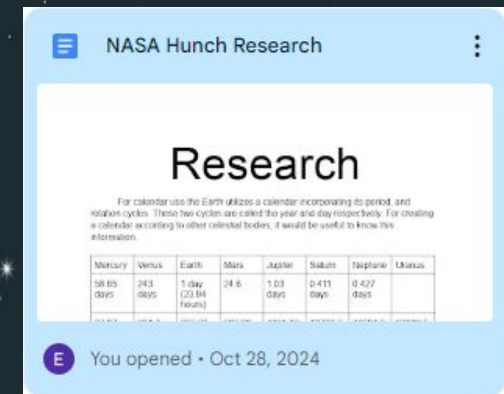 NASA Hunch Research
Research
For calendar use the Earth utilizes a calendar incorporating its period, and
rotation cycles. These two cycles are called the year and day respectively. For creating
a calendar according to other celestial bodies, it would be useful to know this
information.
Mercury Venus Earth Mars Jupiter Saturn Neptune Uranus
58.65 243 1 day 24.6 1.03 0.411 0.427
days days (23.94 days days days
hours)
E You opened • Oct 28, 2024